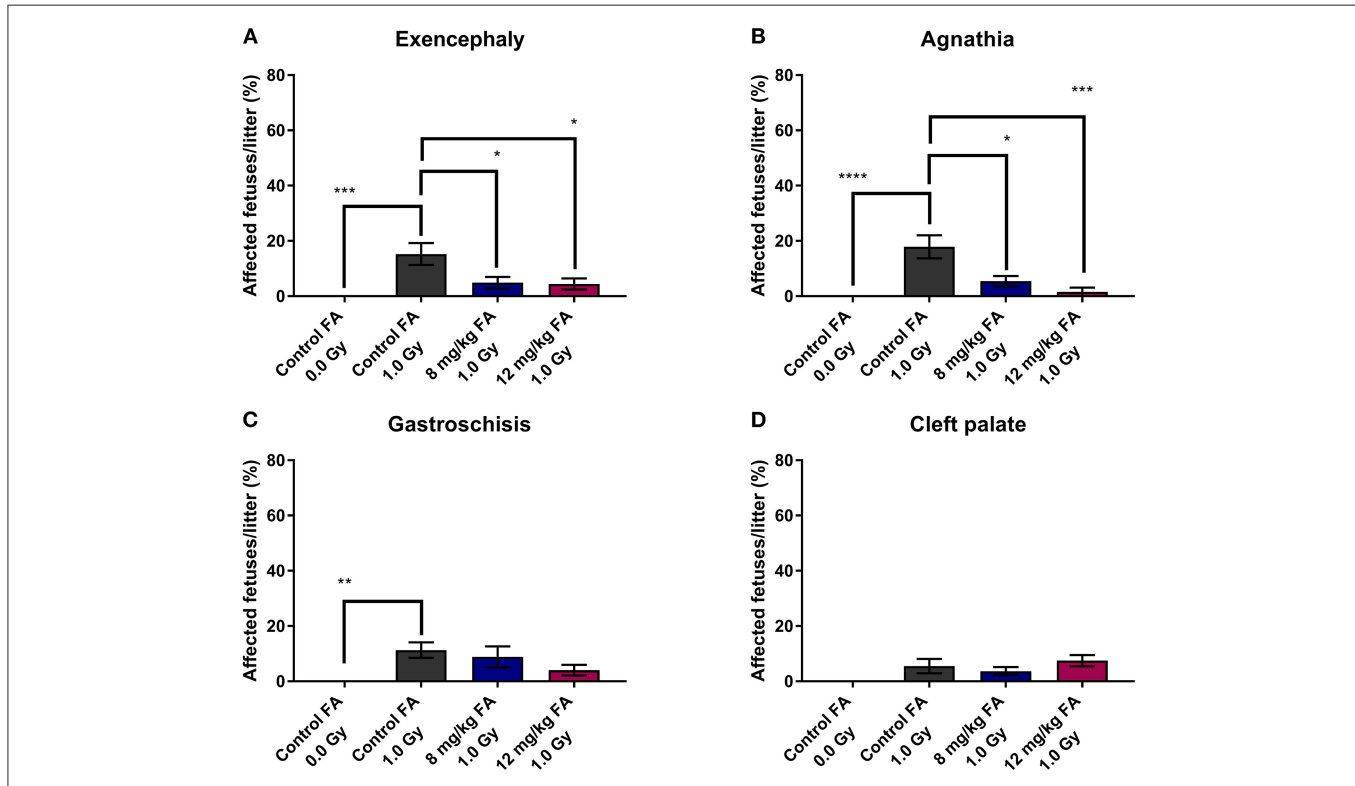 A
Exencephaly
Affected fetuses/litter (%)
80
60
40
20
0
***
*
*
Control FA
0.0 Gy
Control FA
1.0 Gy
8 mg/kg FA
1.0 Gy
12 mg/kg FA
1.0 Gy
B
Agnathia
Affected fetuses/litter (%)
80
60
40
20
0
****
*
***
Control FA
0.0 Gy
Control FA
1.0 Gy
8 mg/kg FA
1.0 Gy
12 mg/kg FA
1.0 Gy
C
Gastroschisis
Affected fetuses/litter (%)
80
60
40
20
0
**
Control FA
0.0 Gy
Control FA
1.0 Gy
8 mg/kg FA
1.0 Gy
12 mg/kg FA
1.0 Gy
D
Cleft palate
Affected fetuses/litter (%)
80
60
40
20
0
Control FA
0.0 Gy
Control FA
1.0 Gy
8 mg/kg FA
1.0 Gy
12 mg/kg FA
1.0 Gy